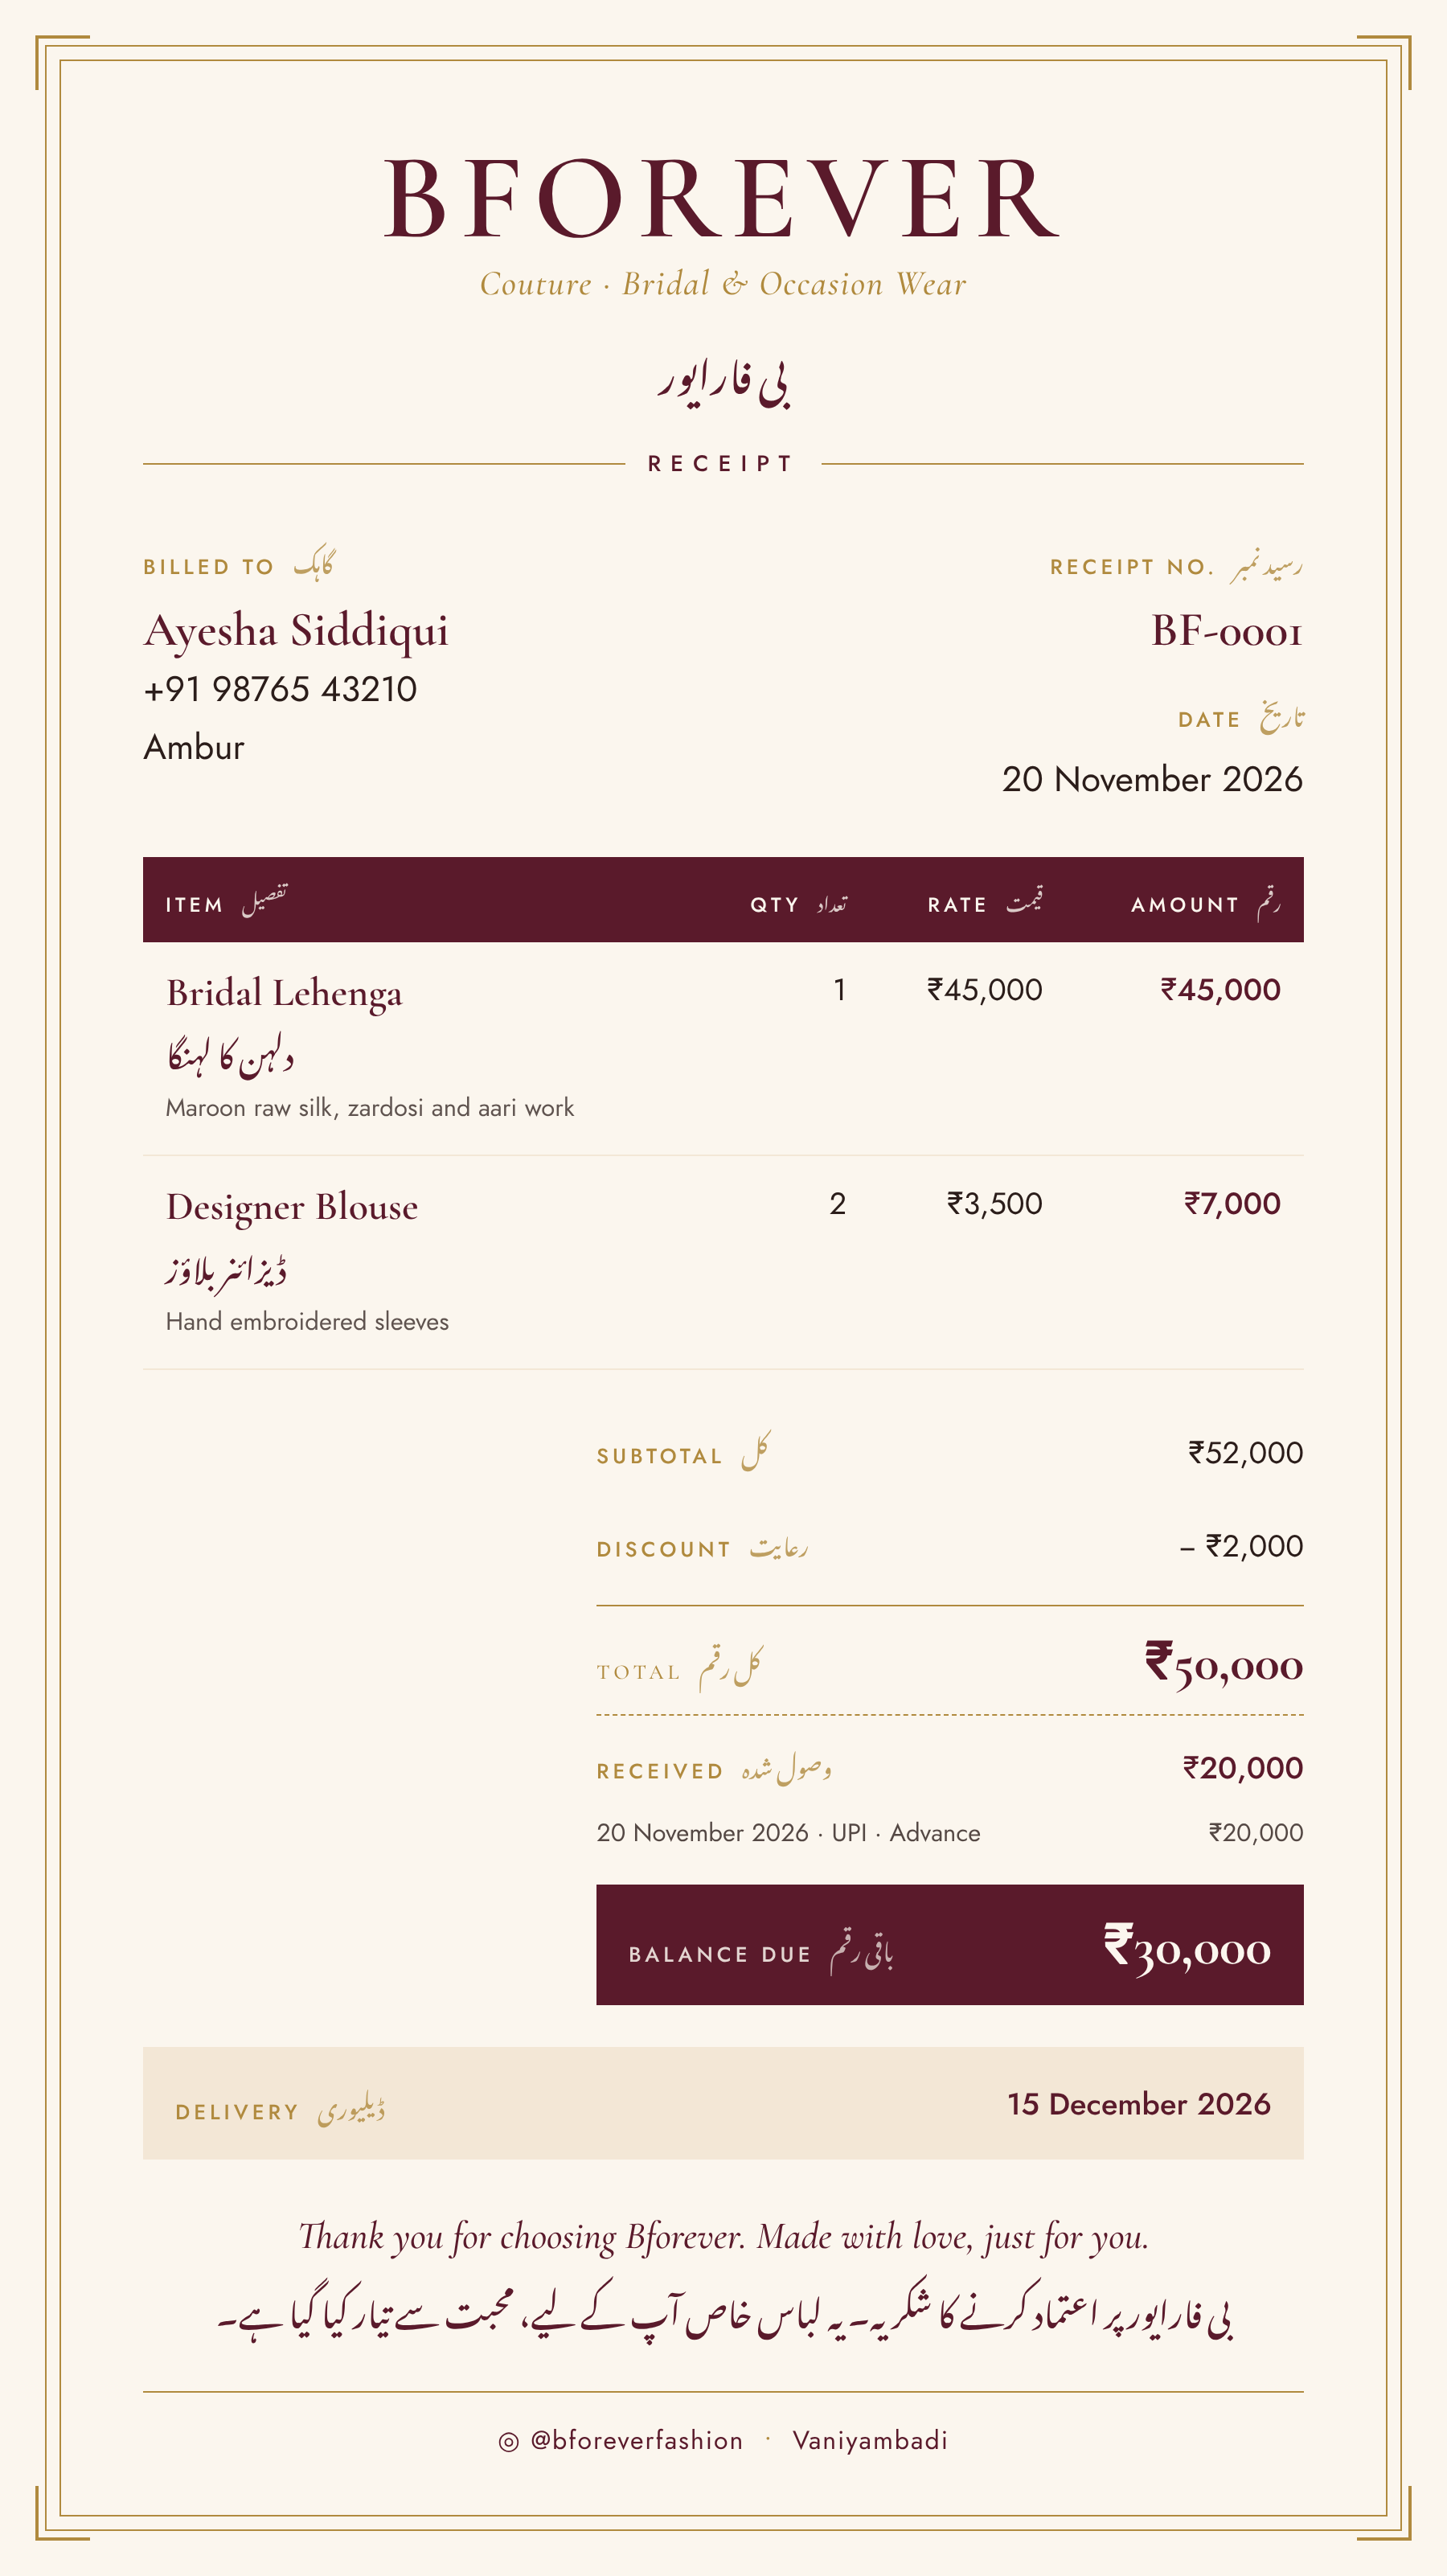 BFOREVER
Couture · Bridal & Occasion Wear
بی فارایور
RECEIPT
BILLED TO گاہک
Ayesha Siddiqui
+91 98765 43210
Ambur
RECEIPT NO. رسید نمبر
BF-0001
DATE تاریخ
20 November 2026
ITEM تفصیل QTY تعداد RATE قیمت AMOUNT رقم
Bridal Lehenga 1 ₹45,000 ₹45,000
دلہن کا لہنگا
Maroon raw silk, zardosi and aari work
Designer Blouse 2 ₹3,500 ₹7,000
ڈیزائنر بلاؤز
Hand embroidered sleeves
SUBTOTAL کل ₹52,000
DISCOUNT رعایت – ₹2,000
TOTAL کل رقم ₹50,000
RECEIVED وصول شدہ ₹20,000
20 November 2026 · UPI · Advance ₹20,000
BALANCE DUE باقی رقم ₹30,000
DELIVERY ڈیلیوری 15 December 2026
Thank you for choosing Bforever. Made with love, just for you.
بی فارایور پر اعتماد کرنے کا شکریہ۔ یہ لباس خاص آپ کے لیے، محبت سے تیار کیا گیا ہے۔
◎ @bforeverfashion · Vaniyambadi